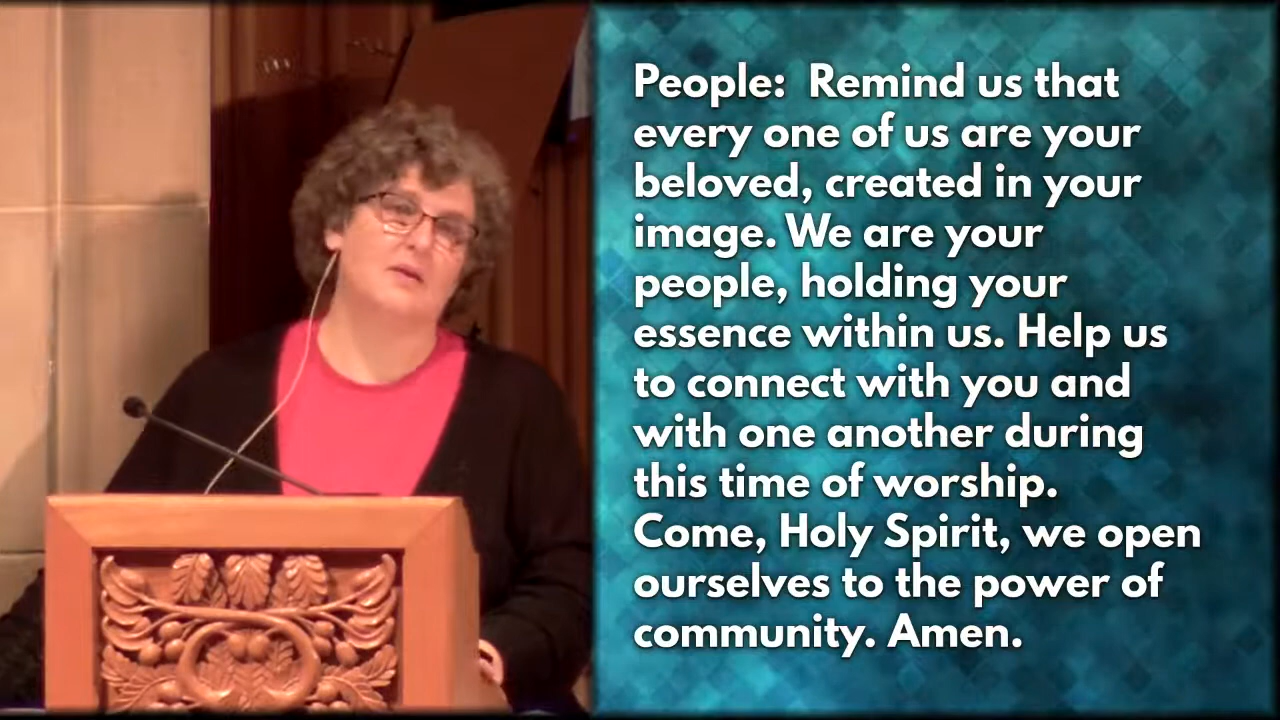 People:  Remind us that
every one of us are your
beloved, created in your
image. We are your
people, holding your
essence within us. Help us
to connect with you and
with one another during
this time of worship.
Come, Holy Spirit, we open
ourselves to the power of
community. Amen.